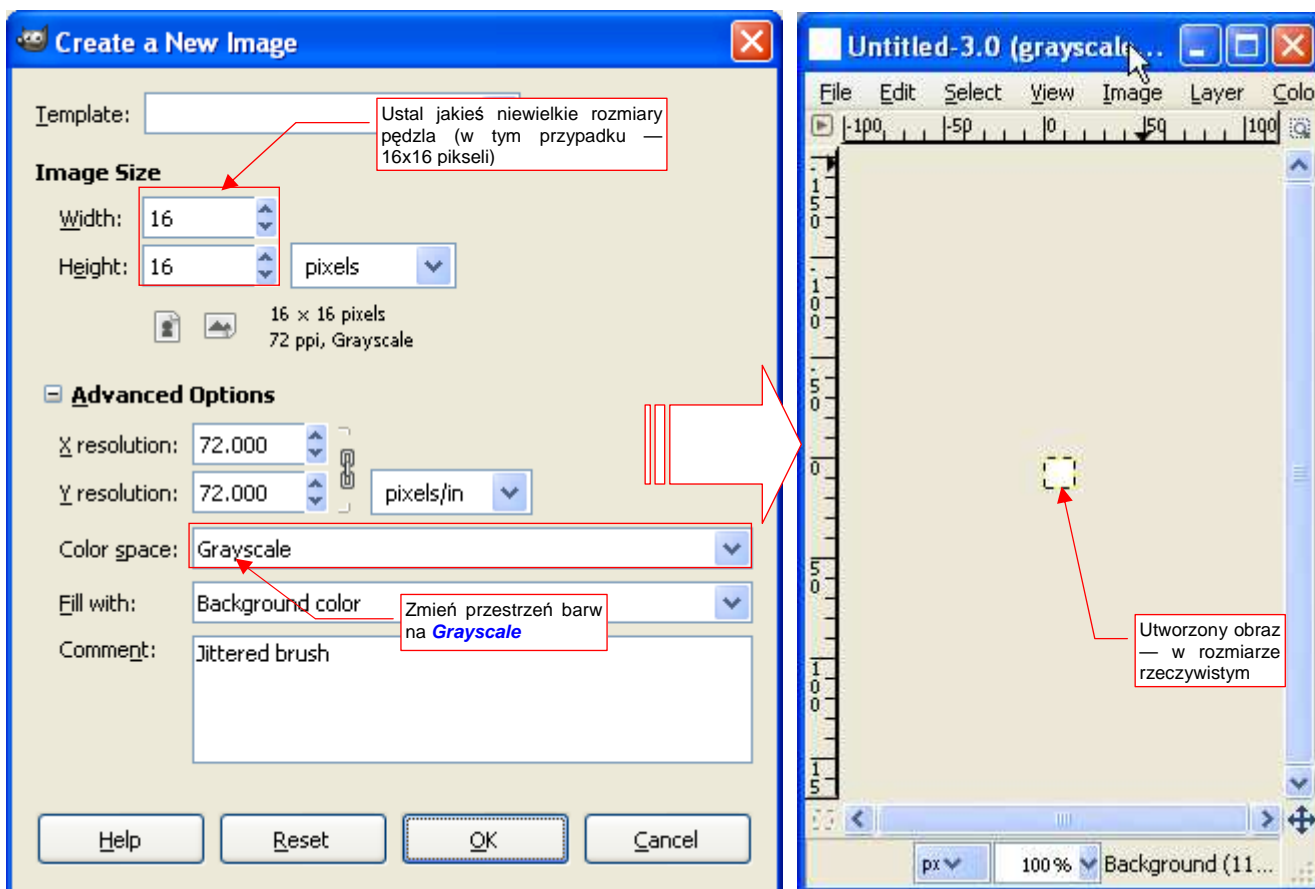 Create a New Image
Template:
Ustal jakieś niewielkie rozmiary
pędzla (w tym przypadku —
16x16 pikseli)
Image Size
Width: 16
Height: 16 pixels
16 × 16 pixels
72 ppi, Grayscale
Advanced Options
X resolution: 72.000
Y resolution: 72.000 pixels/in
Color space: Grayscale
Fill with: Background color
Zmień przestrzeń barw
na Grayscale
Comment: Jittered brush
Help Reset OK Cancel
Untitled-3.0 (grayscale...
File Edit Select View Image Layer Colo
-100 -50 0 50 100
-150
-100
-50
0
50
100
15
Utworzony obraz
— w rozmiarze
rzeczywistym
px 100 % Background (11...